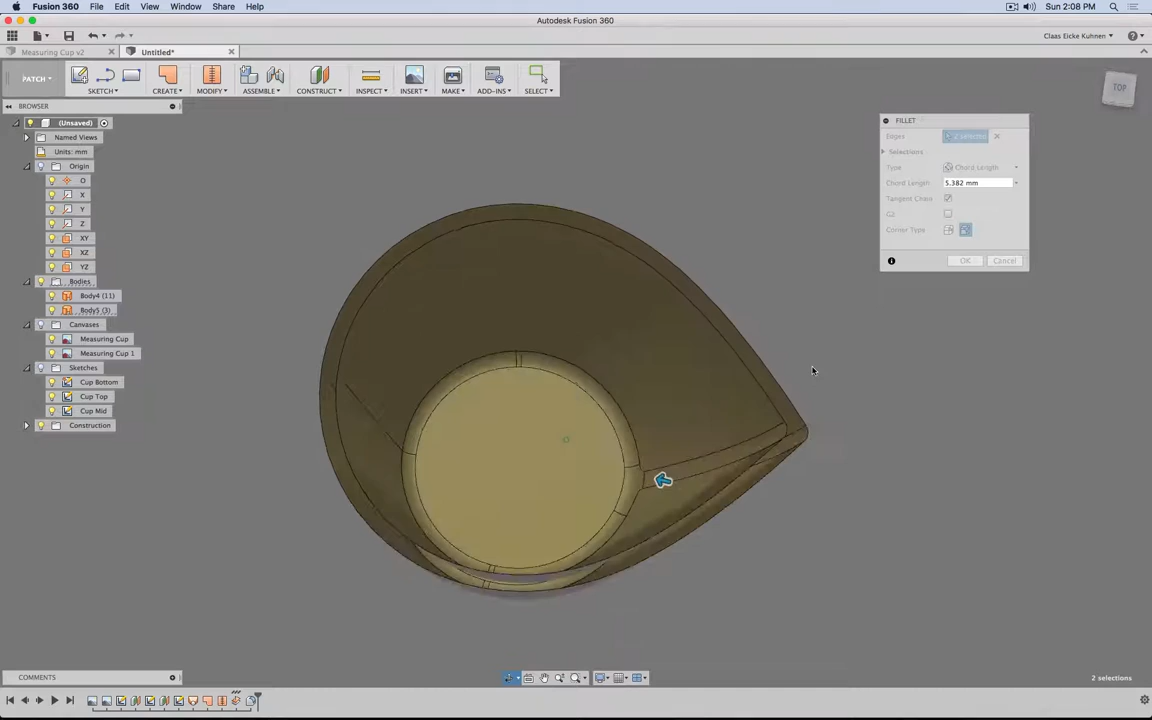 Fusion 360 File Edit View Window Share Help Sun 2:08 PM
Autodesk Fusion 360
Claas Eicke Kuhnen
Measuring Cup v2 Untitled*
PATCH
SKETCH CREATE MODIFY ASSEMBLE CONSTRUCT INSPECT INSERT MAKE ADD-INS SELECT
TOP
BROWSER
(Unsaved)
Named Views
Units: mm
Origin
O
X
Y
Z
XY
XZ
YZ
Bodies
Body4 (11)
Body5 (3)
Canvases
Measuring Cup
Measuring Cup 1
Sketches
Cup Bottom
Cup Top
Cup Mid
Construction
FILLET
Edges
Selections
Type Chord Length
Chord Length 5.382 mm
G2
Corner Type
OK Cancel
COMMENTS
2 selections